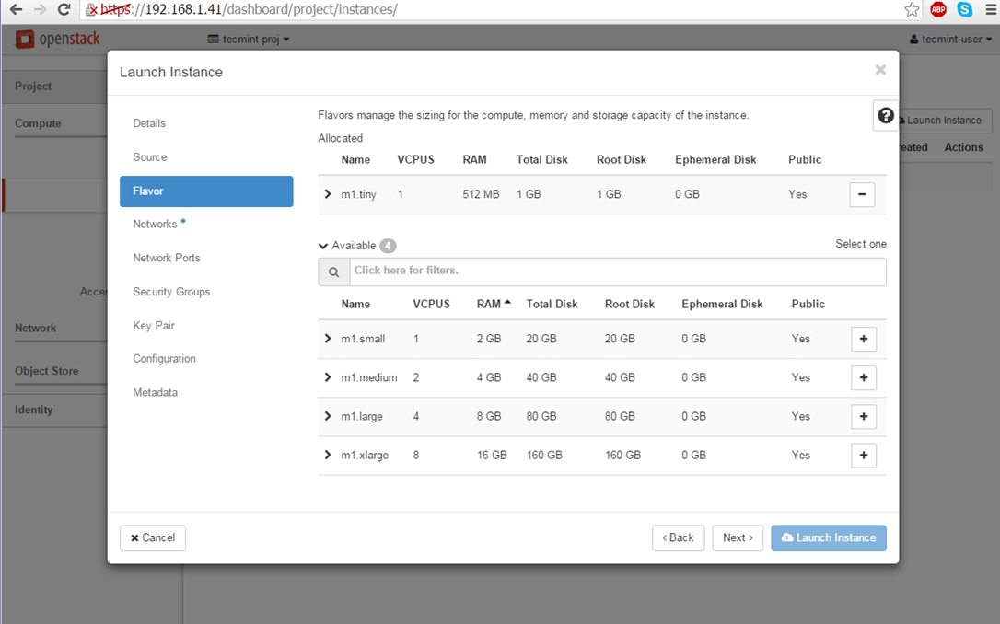 https://192.168.1.41/dashboard/project/instances/
ABP
openstack
tecmint-proj
tecmint-user
Launch Instance
Project
Compute
Network
Object Store
Identity
Details
Source
Flavor
Networks *
Network Ports
Security Groups
Key Pair
Configuration
Metadata
Flavors manage the sizing for the compute, memory and storage capacity of the instance.
Allocated
Name VCPUS RAM Total Disk Root Disk Ephemeral Disk Public
m1.tiny 1 512 MB 1 GB 1 GB 0 GB Yes
Available 4 Select one
Click here for filters.
Name VCPUS RAM Total Disk Root Disk Ephemeral Disk Public
m1.small 1 2 GB 20 GB 20 GB 0 GB Yes
m1.medium 2 4 GB 40 GB 40 GB 0 GB Yes
m1.large 4 8 GB 80 GB 80 GB 0 GB Yes
m1.xlarge 8 16 GB 160 GB 160 GB 0 GB Yes
Cancel
< Back
Next >
Launch Instance
Launch Instance
Actions